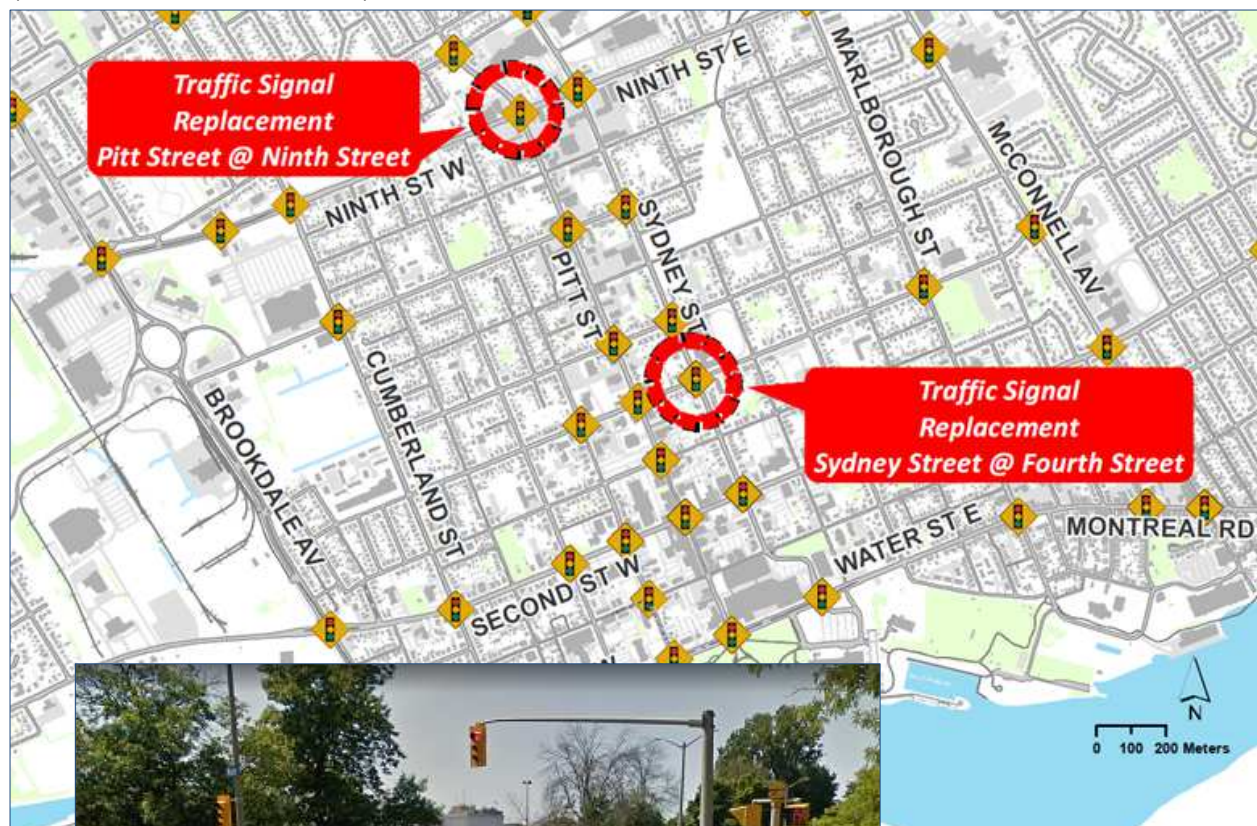 Traffic Signal
Replacement
Pitt Street @ Ninth Street
NINTH ST E
MARLBOROUGH ST
McCONNELL AV
NINTH ST W
SYDNEY ST
PITT ST
Traffic Signal
Replacement
Sydney Street @ Fourth Street
BROOKDALE AV
CUMBERLAND ST
SECOND ST W
WATER ST E
MONTREAL RD
N
0 100 200 Meters